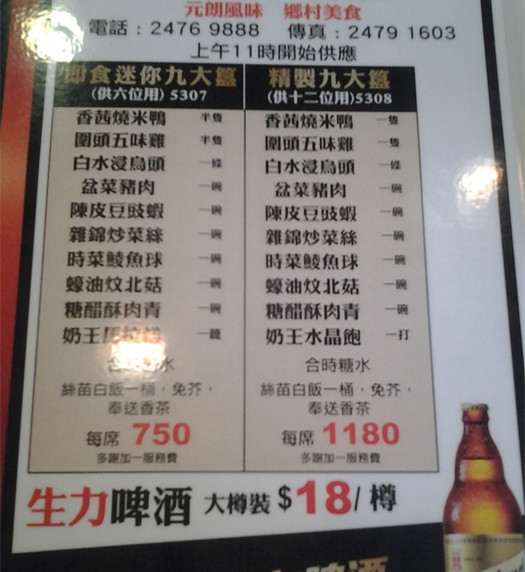 元朗風味 鄉村美食
電話：2476 9888 傳真：2479 1603
上午11時開始供應
即食迷你九大簋
(供六位用) 5307
香茜燒米鴨 半隻
圍頭五味雞 半隻
白水浸烏頭 一條
盆菜豬肉 一碗
陳皮豆豉蝦 一碗
雜錦炒菜絲 一碗
時菜鯪魚球 一碗
蠔油炆北菇 一碗
糖醋酥肉青 一碗
奶王馬
合 水
絲苗白飯一桶，免芥，
奉送香茶
每席 750
多謝加一服務費
精製九大簋
(供十二位用)5308
香茜燒米鴨 一隻
圍頭五味雞 一隻
白水浸烏頭 一條
盆菜豬肉 一碗
陳皮豆豉蝦 一碗
雜錦炒菜絲 一碗
時菜鯪魚球 一碗
蠔油炆北菇 一碗
糖醋酥肉青 一碗
奶王水晶飽 一打
合時糖水
絲苗白飯一桶，免芥，
奉送香茶
每席 1180
多謝加一服務費
生力啤酒 大樽裝 $18/樽